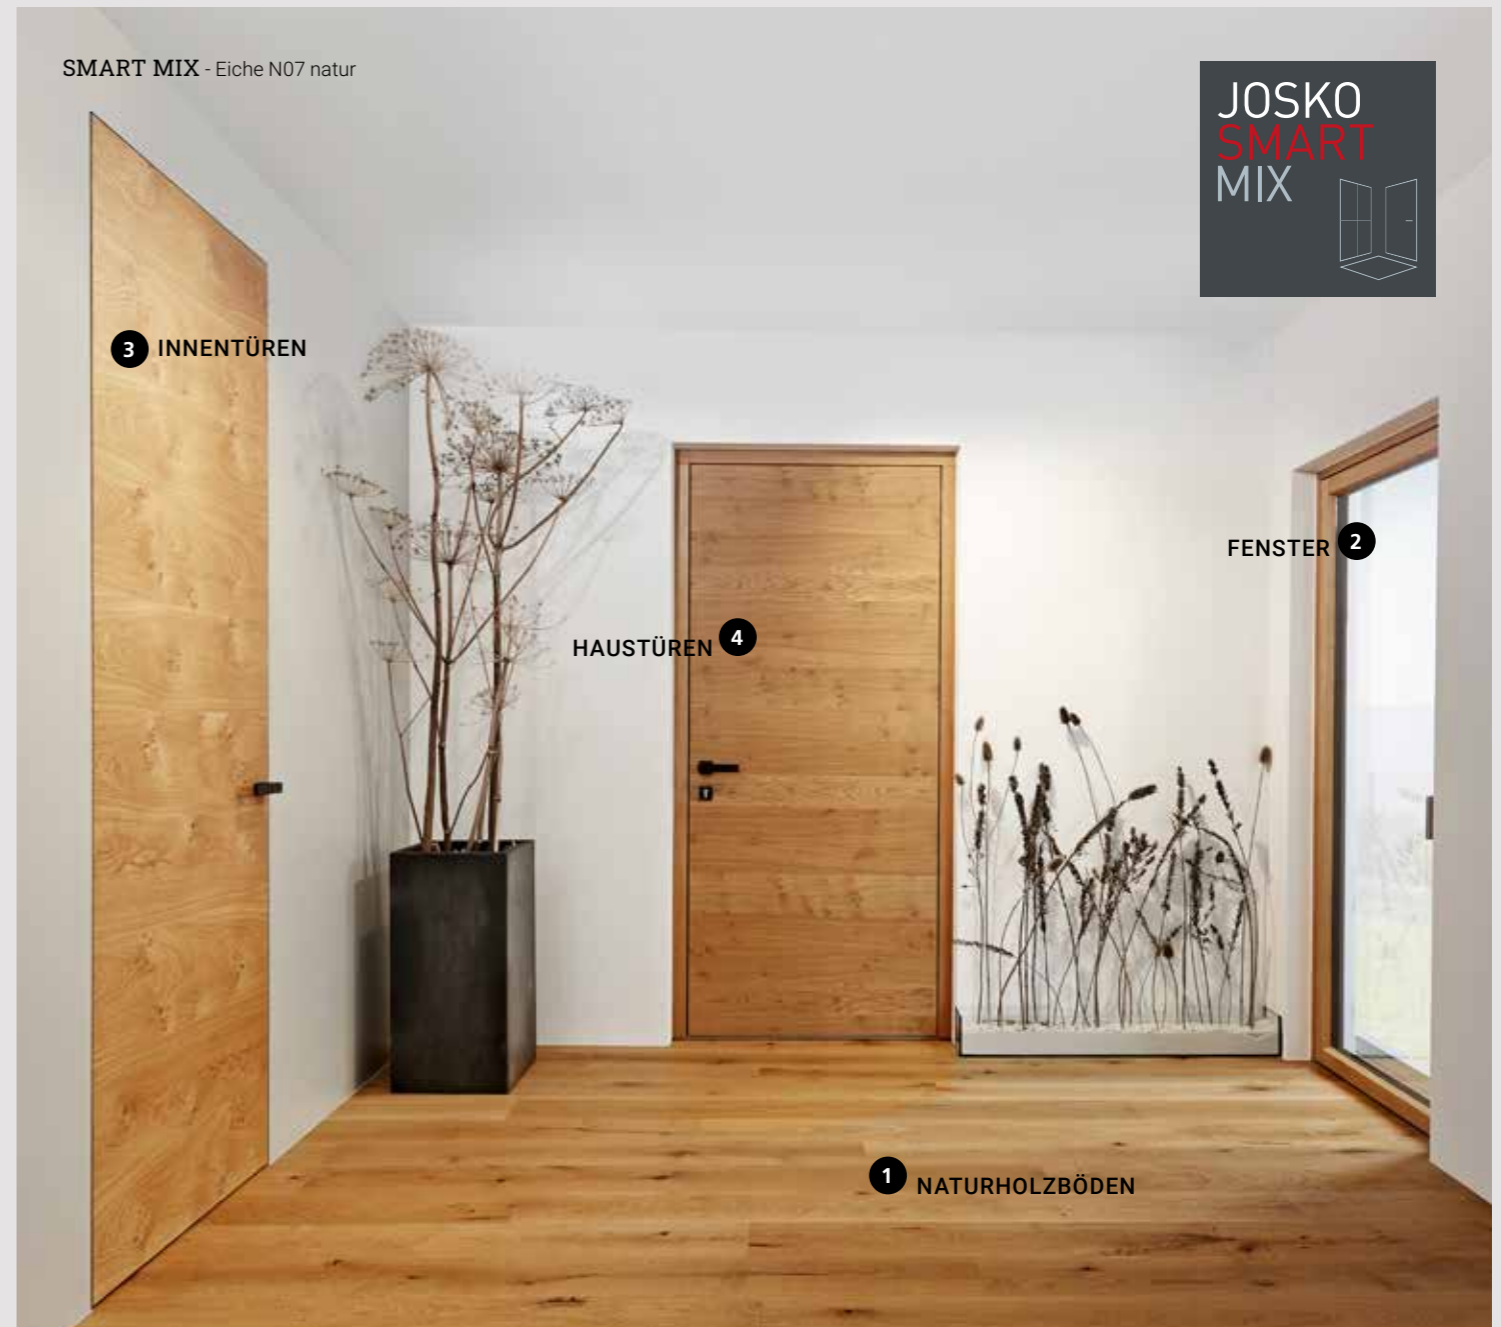 SMART MIX - Eiche N07 natur
JOSKO
SMART
MIX
3 INNENTÜREN
FENSTER 2
HAUSTÜREN 4
1 NATURHOLZBÖDEN